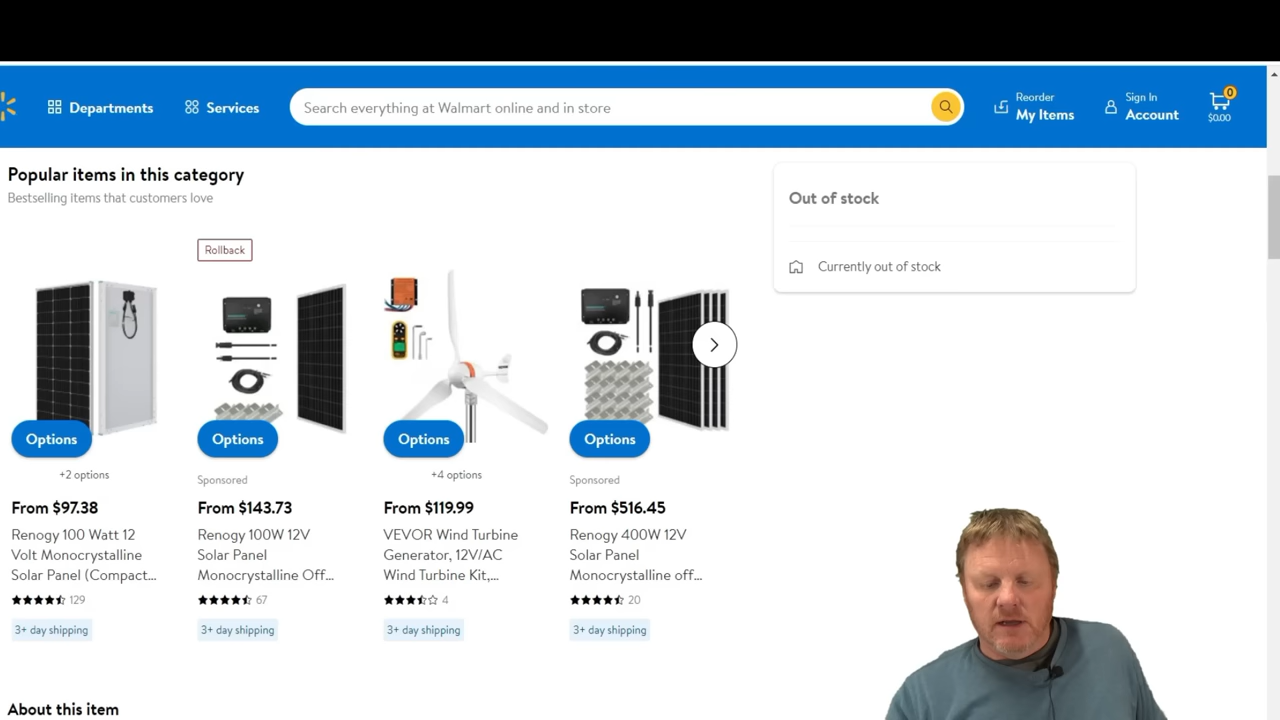 Departments
Services
Search everything at Walmart online and in store
Reorder
My Items
Sign In
Account
0
$0.00
Popular items in this category
Bestselling items that customers love
Out of stock
Currently out of stock
Rollback
Options
Options
Options
Options
+2 options
Sponsored
+4 options
Sponsored
From $97.38
From $143.73
From $119.99
From $516.45
Renogy 100 Watt 12
Volt Monocrystalline
Solar Panel (Compact...
Renogy 100W 12V
Solar Panel
Monocrystalline Off...
VEVOR Wind Turbine
Generator, 12V/AC
Wind Turbine Kit,...
Renogy 400W 12V
Solar Panel
Monocrystalline off...
129
67
4
20
3+ day shipping
3+ day shipping
3+ day shipping
3+ day shipping
About this item